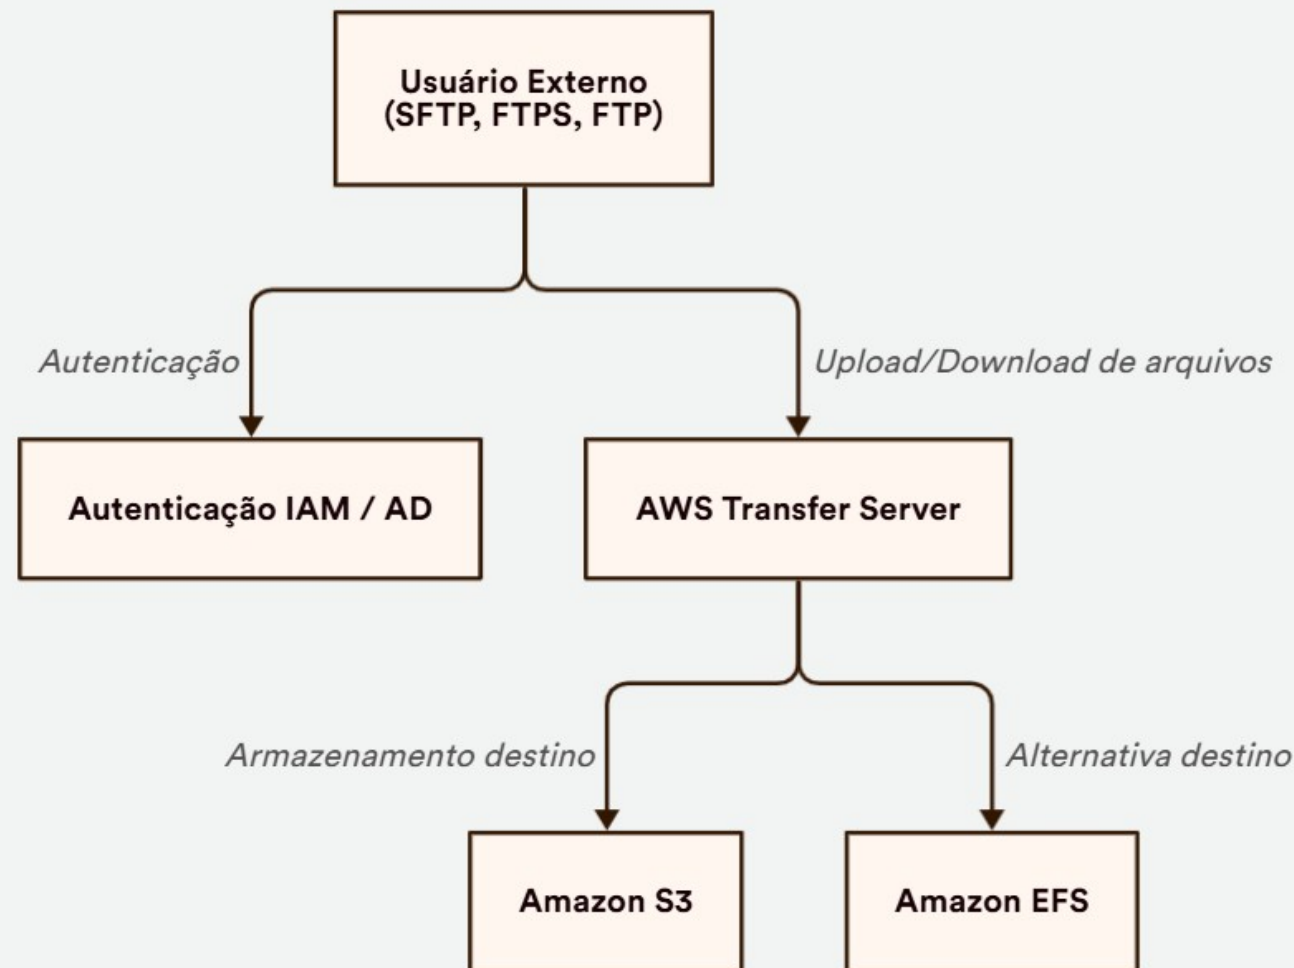 Usuário Externo
(SFTP, FTPS, FTP)
Autenticação
Upload/Download de arquivos
Autenticação IAM / AD
AWS Transfer Server
Armazenamento destino
Alternativa destino
Amazon S3
Amazon EFS